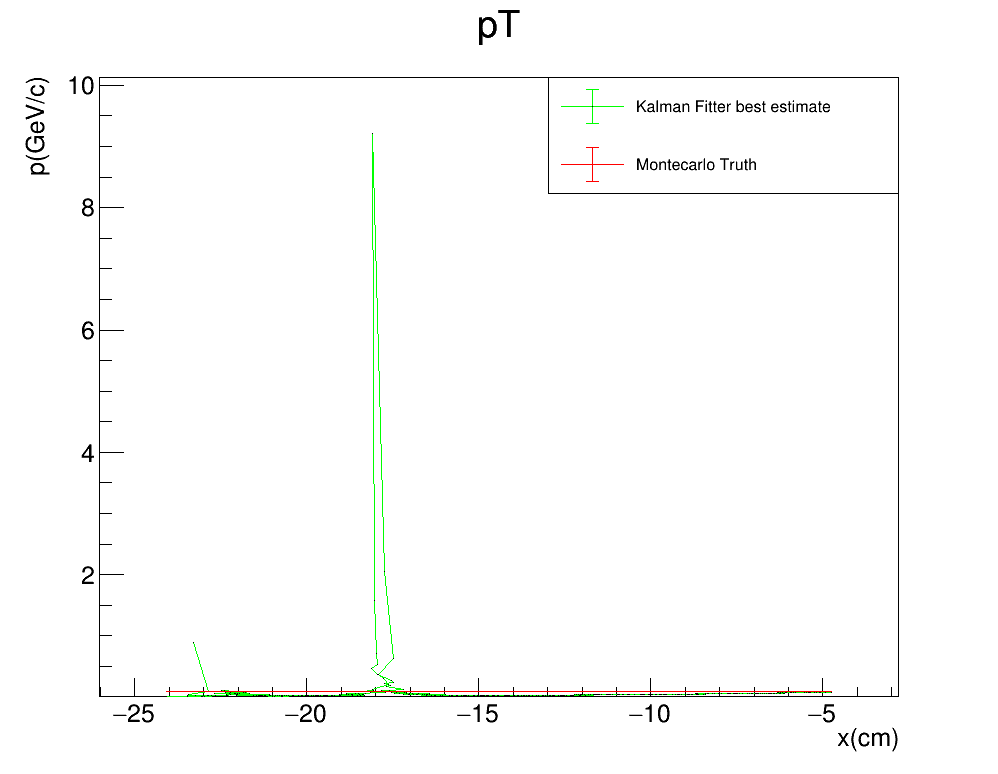 pT
p(GeV/c)
10
8
6
4
2
Kalman Fitter best estimate
Montecarlo Truth
−25 −20 −15 −10 −5
x(cm)